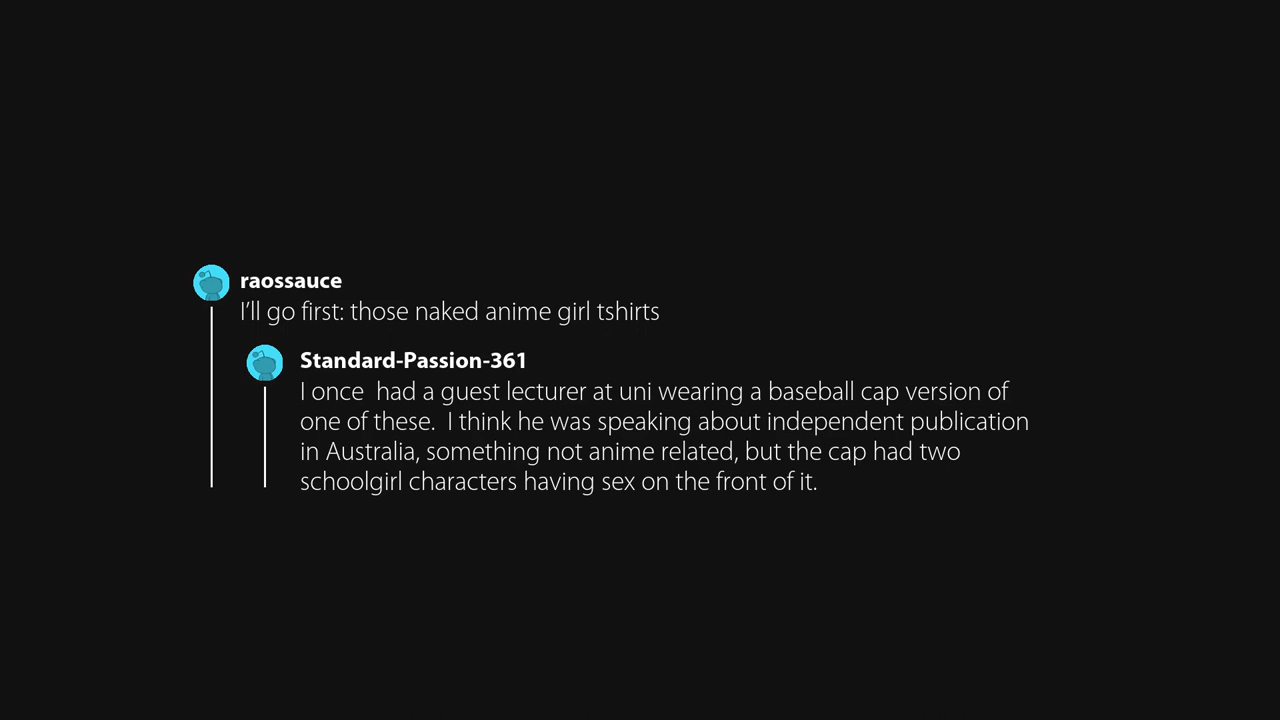 raossauce
I'll go first: those naked anime girl tshirts
Standard-Passion-361
I once  had a guest lecturer at uni wearing a baseball cap version of
one of these.  I think he was speaking about independent publication
in Australia, something not anime related, but the cap had two
schoolgirl characters having sex on the front of it.